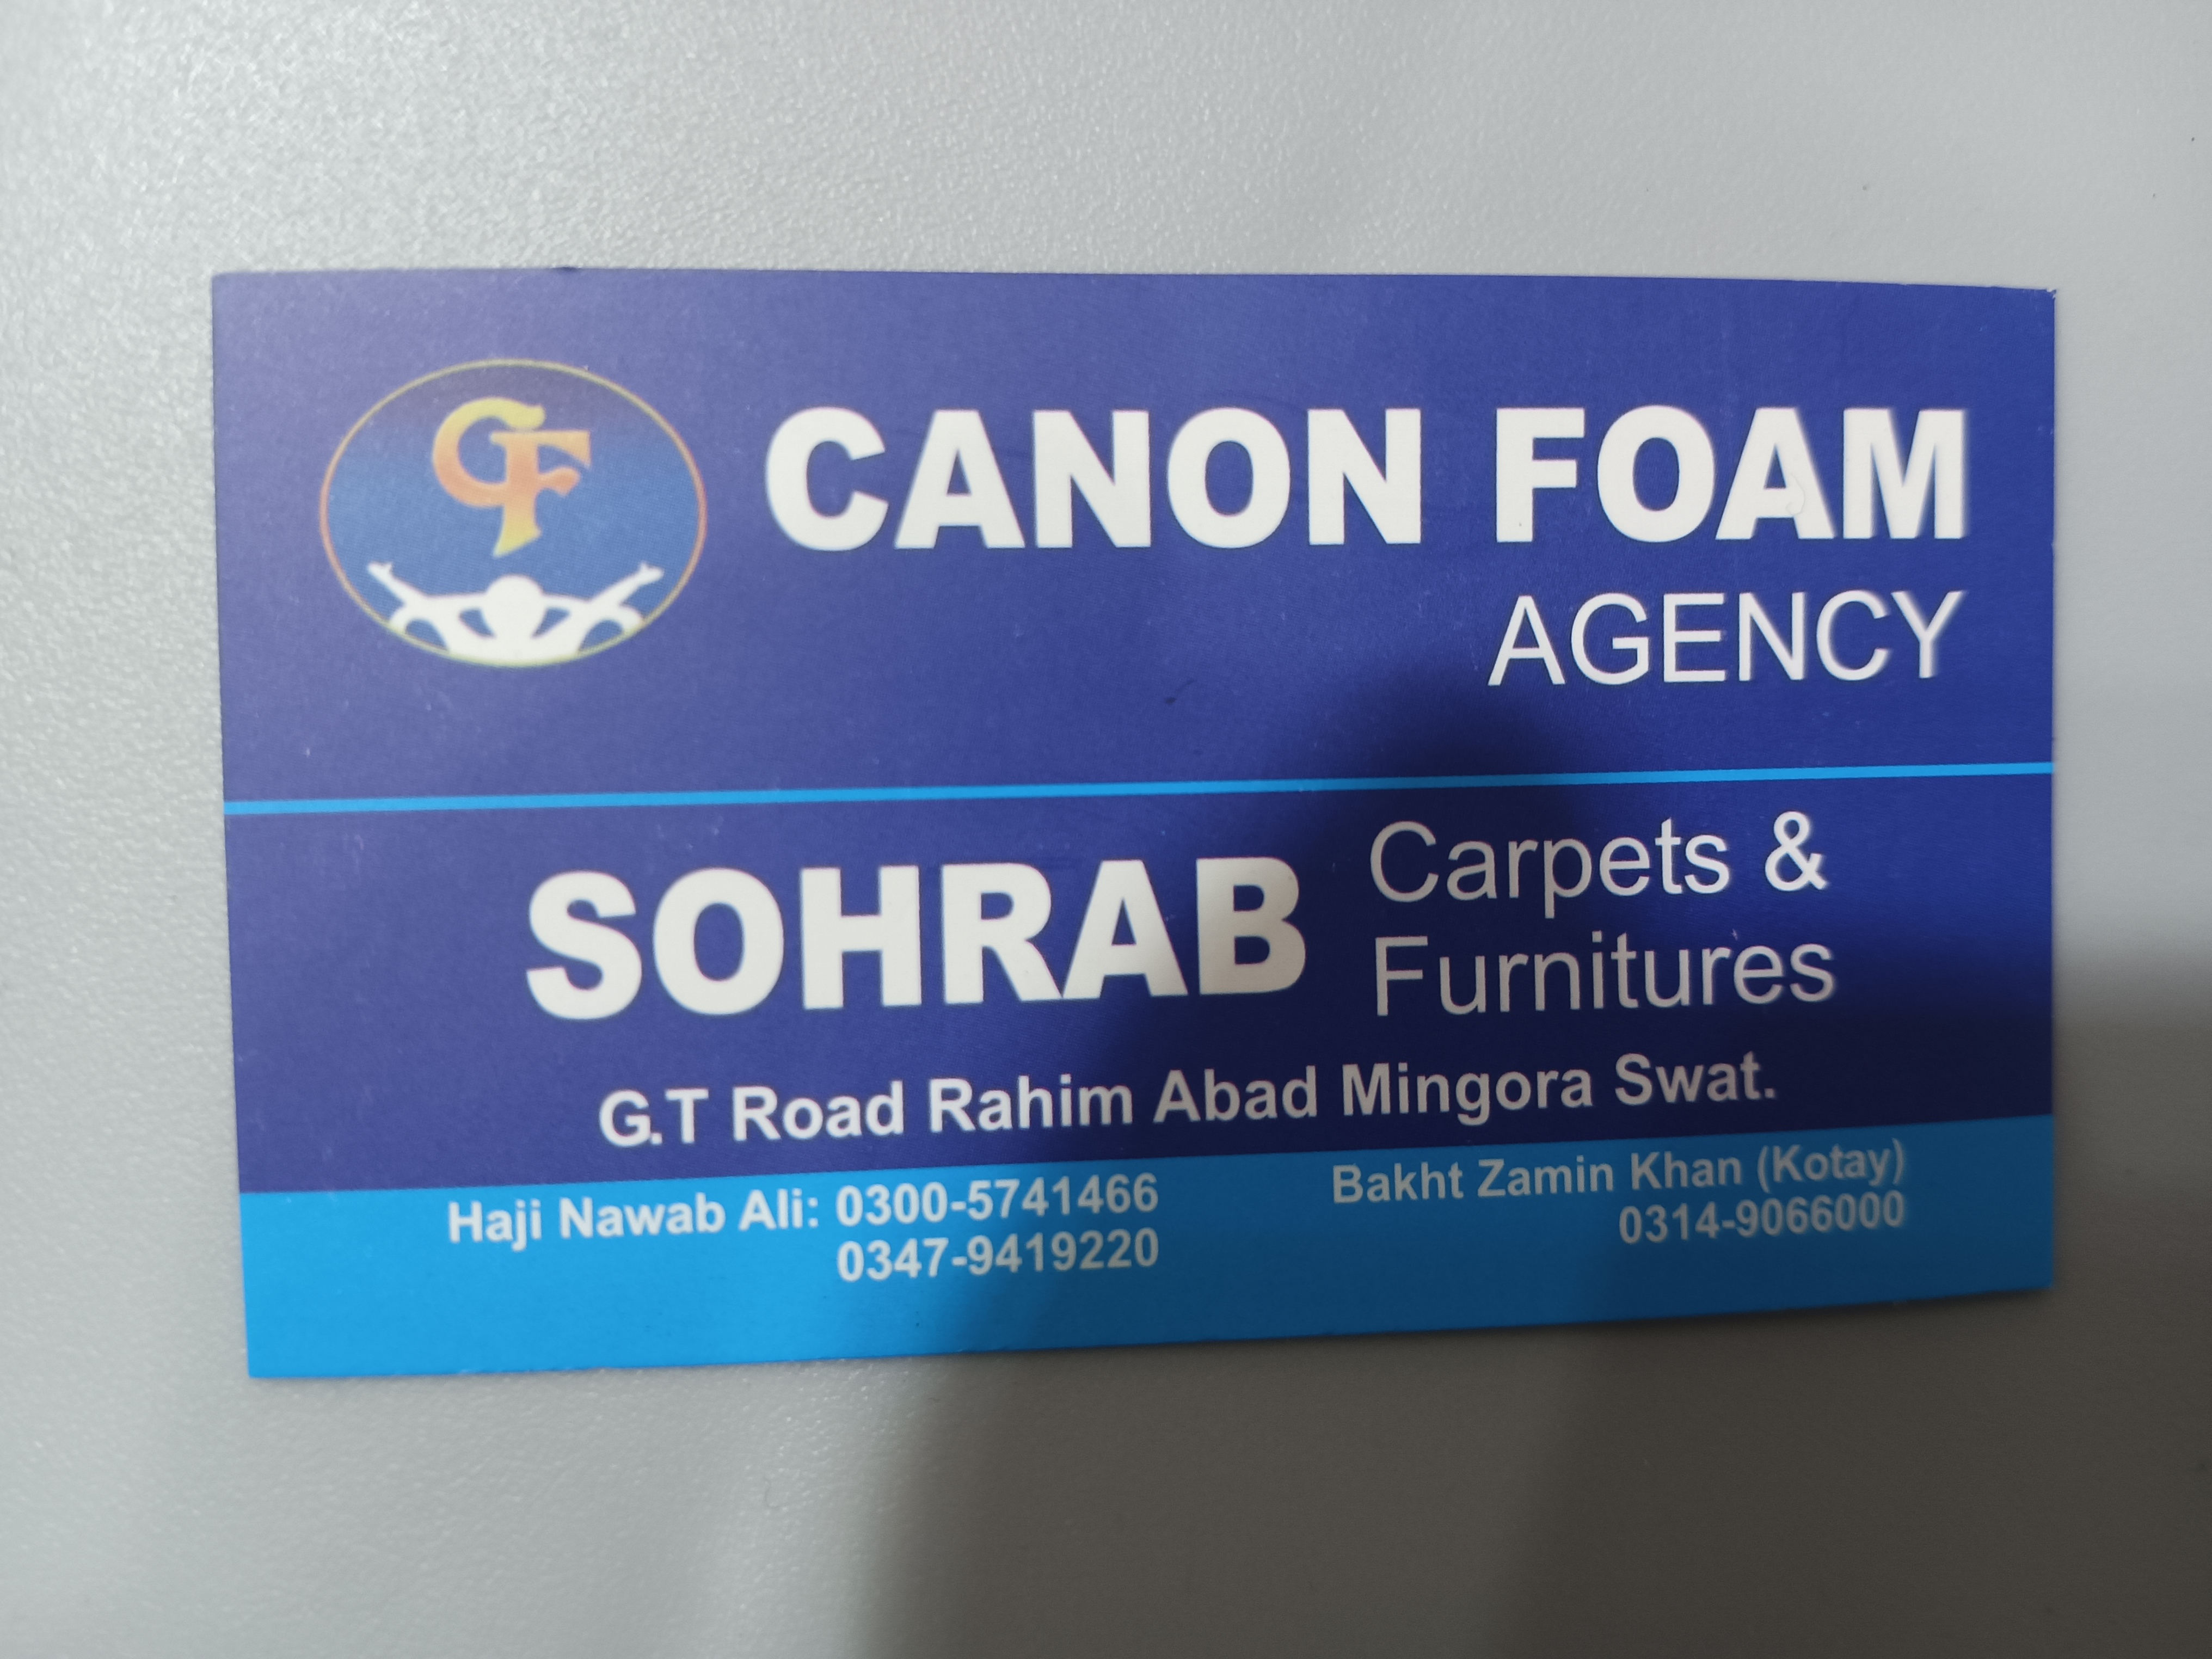 GF
CANON FOAM
AGENCY
SOHRAB
Carpets &
Furnitures
G.T Road Rahim Abad Mingora Swat.
Haji Nawab Ali: 0300-5741466
0347-9419220
Bakht Zamin Khan (Kotay)
0314-9066000